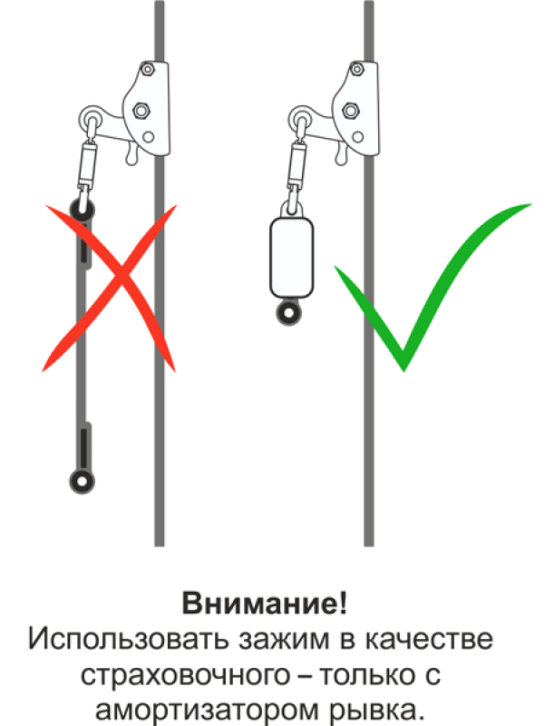 Внимание!
Использовать зажим в качестве
страховочного – только с
амортизатором рывка.